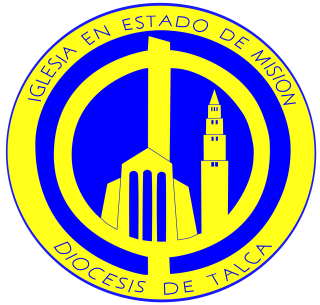 IGLESIA EN ESTADO DE MISION
DIOCESIS DE TALCA